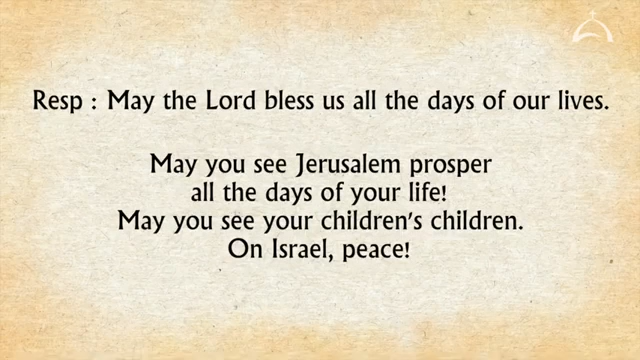 Resp : May the Lord bless us all the days of our lives.
May you see Jerusalem prosper
all the days of your life!
May you see your children's children.
On Israel, peace!